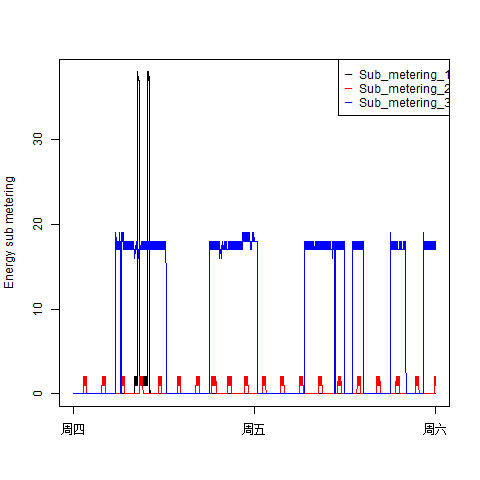 Sub_metering_1
Sub_metering_2
Sub_metering_3
Energy sub metering
30
20
10
0
周四 周五 周六